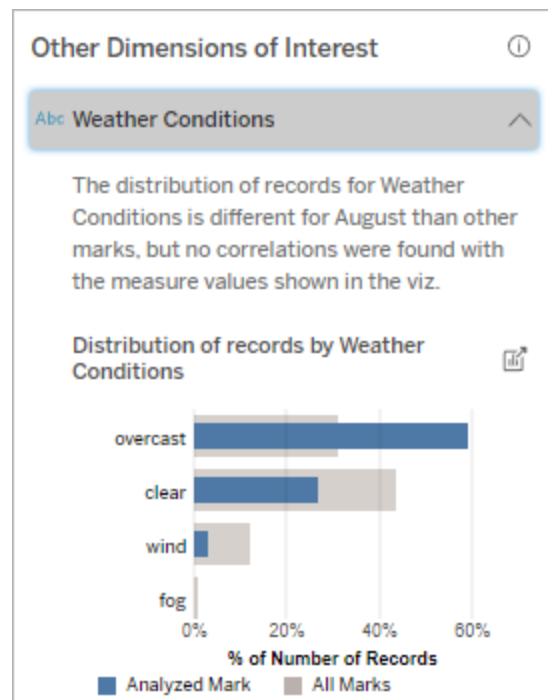 Other Dimensions of Interest
Abc Weather Conditions
The distribution of records for Weather
Conditions is different for August than other
marks, but no correlations were found with
the measure values shown in the viz.
Distribution of records by Weather
Conditions
overcast
clear
wind
fog
0% 20% 40% 60%
% of Number of Records
Analyzed Mark All Marks